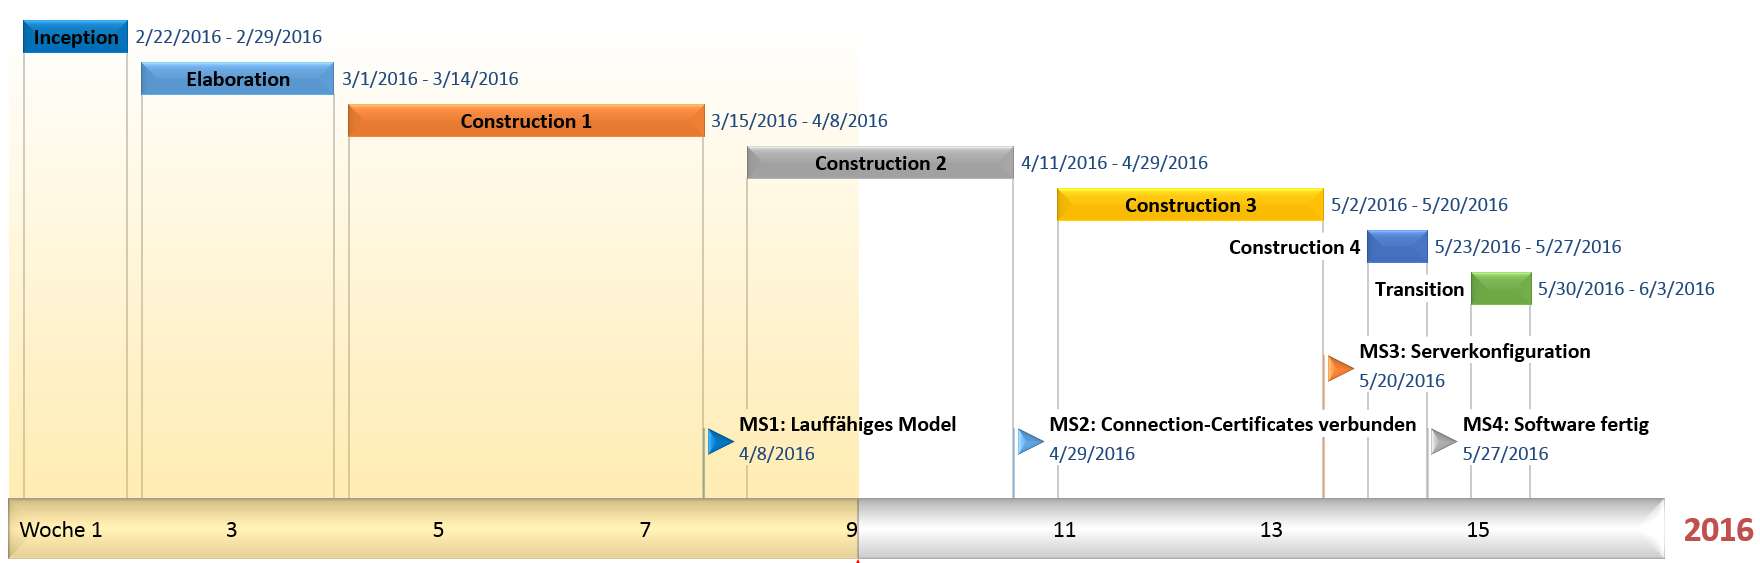 Inception 2/22/2016 - 2/29/2016
Elaboration 3/1/2016 - 3/14/2016
Construction 1 3/15/2016 - 4/8/2016
Construction 2 4/11/2016 - 4/29/2016
Construction 3 5/2/2016 - 5/20/2016
Construction 4 5/23/2016 - 5/27/2016
Transition 5/30/2016 - 6/3/2016
MS3: Serverkonfiguration
5/20/2016
MS1: Lauffähiges Model
4/8/2016
MS2: Connection-Certificates verbunden
4/29/2016
MS4: Software fertig
5/27/2016
Woche 1 3 5 7 9 11 13 15 2016